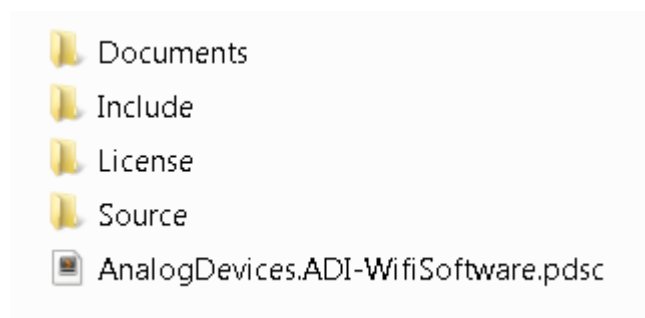 Documents
Include
License
Source
AnalogDevices.ADI-WifiSoftware.pdsc